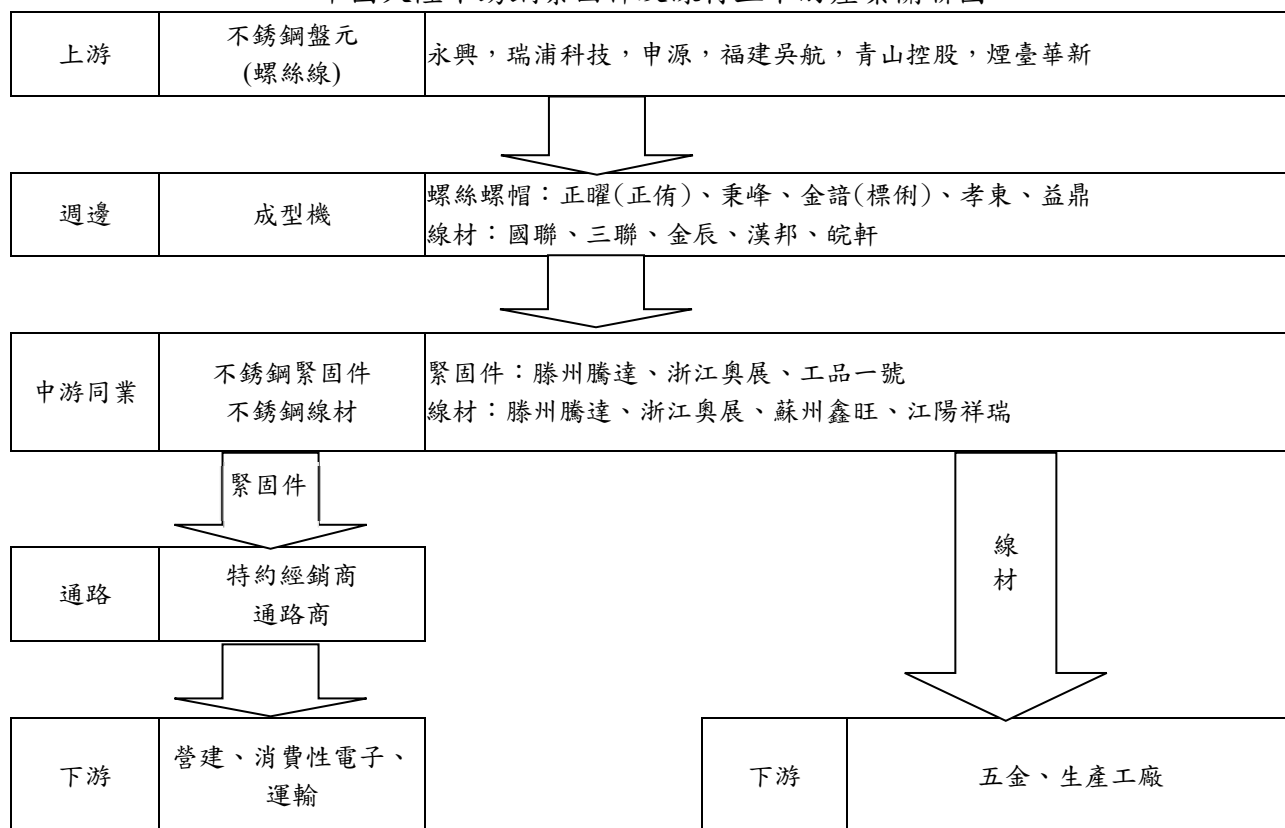 上游
不銹鋼盤元
(螺絲線)
永興，瑞浦科技，申源，福建吳航，青山控股，煙臺華新
週邊
成型機
螺絲螺帽：正曜(正侑)、秉峰、金諳(標俐)、孝東、益鼎
線材：國聯、三聯、金辰、漢邦、皖軒
中游同業
不銹鋼緊固件
不銹鋼線材
緊固件：滕州騰達、浙江奧展、工品一號
線材：滕州騰達、浙江奧展、蘇州鑫旺、江陽祥瑞
緊固件
線
材
通路
特約經銷商
通路商
下游
營建、消費性電子、
運輸
下游
五金、生產工廠